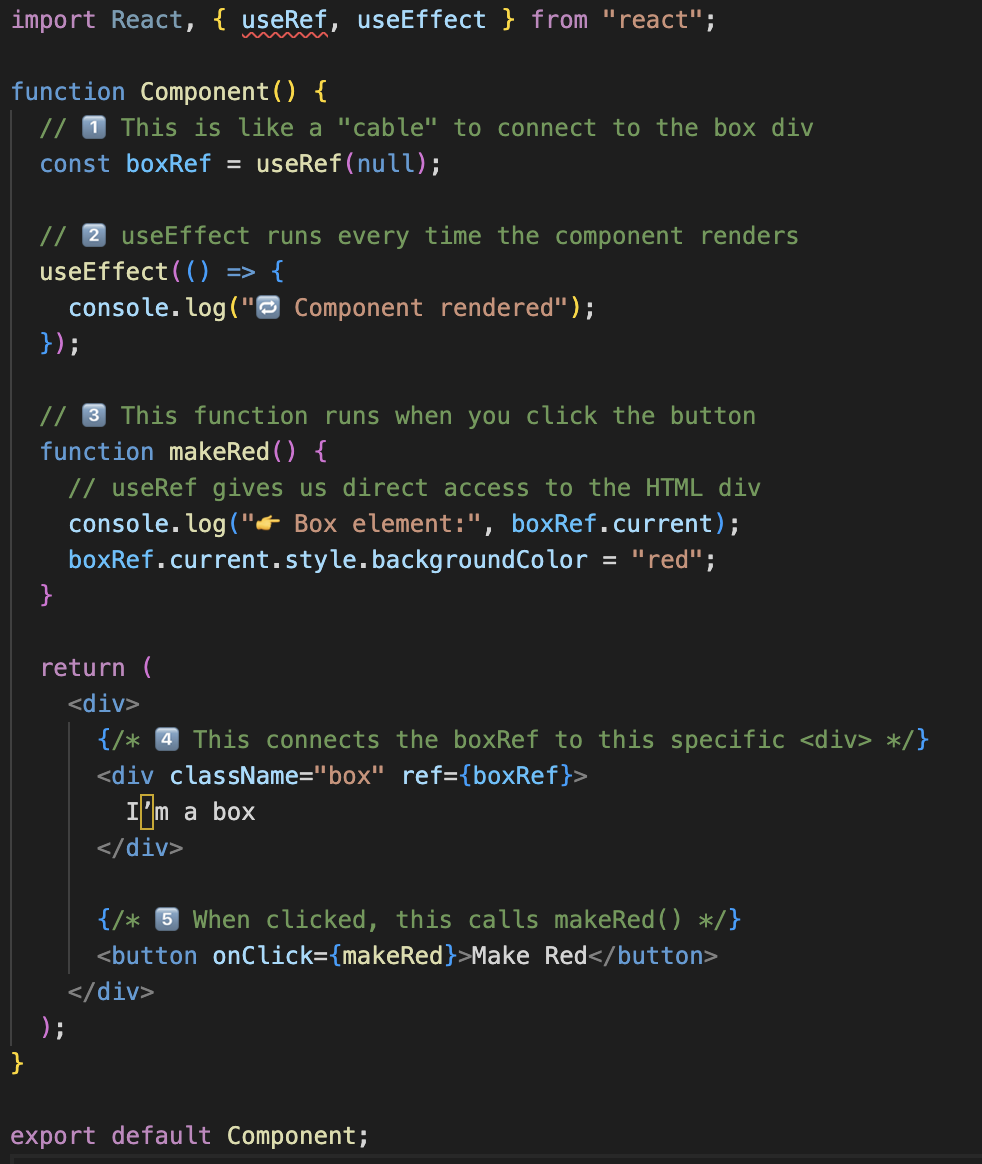 import React, { useRef, useEffect } from "react";
function Component() {
// 1️⃣ This is like a "cable" to connect to the box div
const boxRef = useRef(null);
// 2️⃣ useEffect runs every time the component renders
useEffect(() => {
console.log("🔁 Component rendered");
});
// 3️⃣ This function runs when you click the button
function makeRed() {
// useRef gives us direct access to the HTML div
console.log("👉 Box element:", boxRef.current);
boxRef.current.style.backgroundColor = "red";
}
return (
<div>
{/* 4️⃣ This connects the boxRef to this specific <div> */}
<div className="box" ref={boxRef}>
I’m a box
</div>
{/* 5️⃣ When clicked, this calls makeRed() */}
<button onClick={makeRed}>Make Red</button>
</div>
);
}
export default Component;